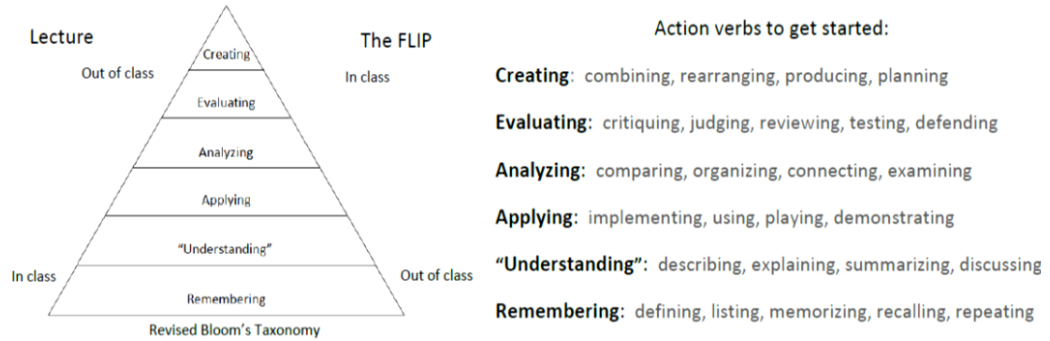 Lecture
The FLIP
Out of class
In class
Creating
Evaluating
Analyzing
Applying
“Understanding”
Remembering
In class
Out of class
Revised Bloom’s Taxonomy
Action verbs to get started:
Creating: combining, rearranging, producing, planning
Evaluating: critiquing, judging, reviewing, testing, defending
Analyzing: comparing, organizing, connecting, examining
Applying: implementing, using, playing, demonstrating
“Understanding”: describing, explaining, summarizing, discussing
Remembering: defining, listing, memorizing, recalling, repeating